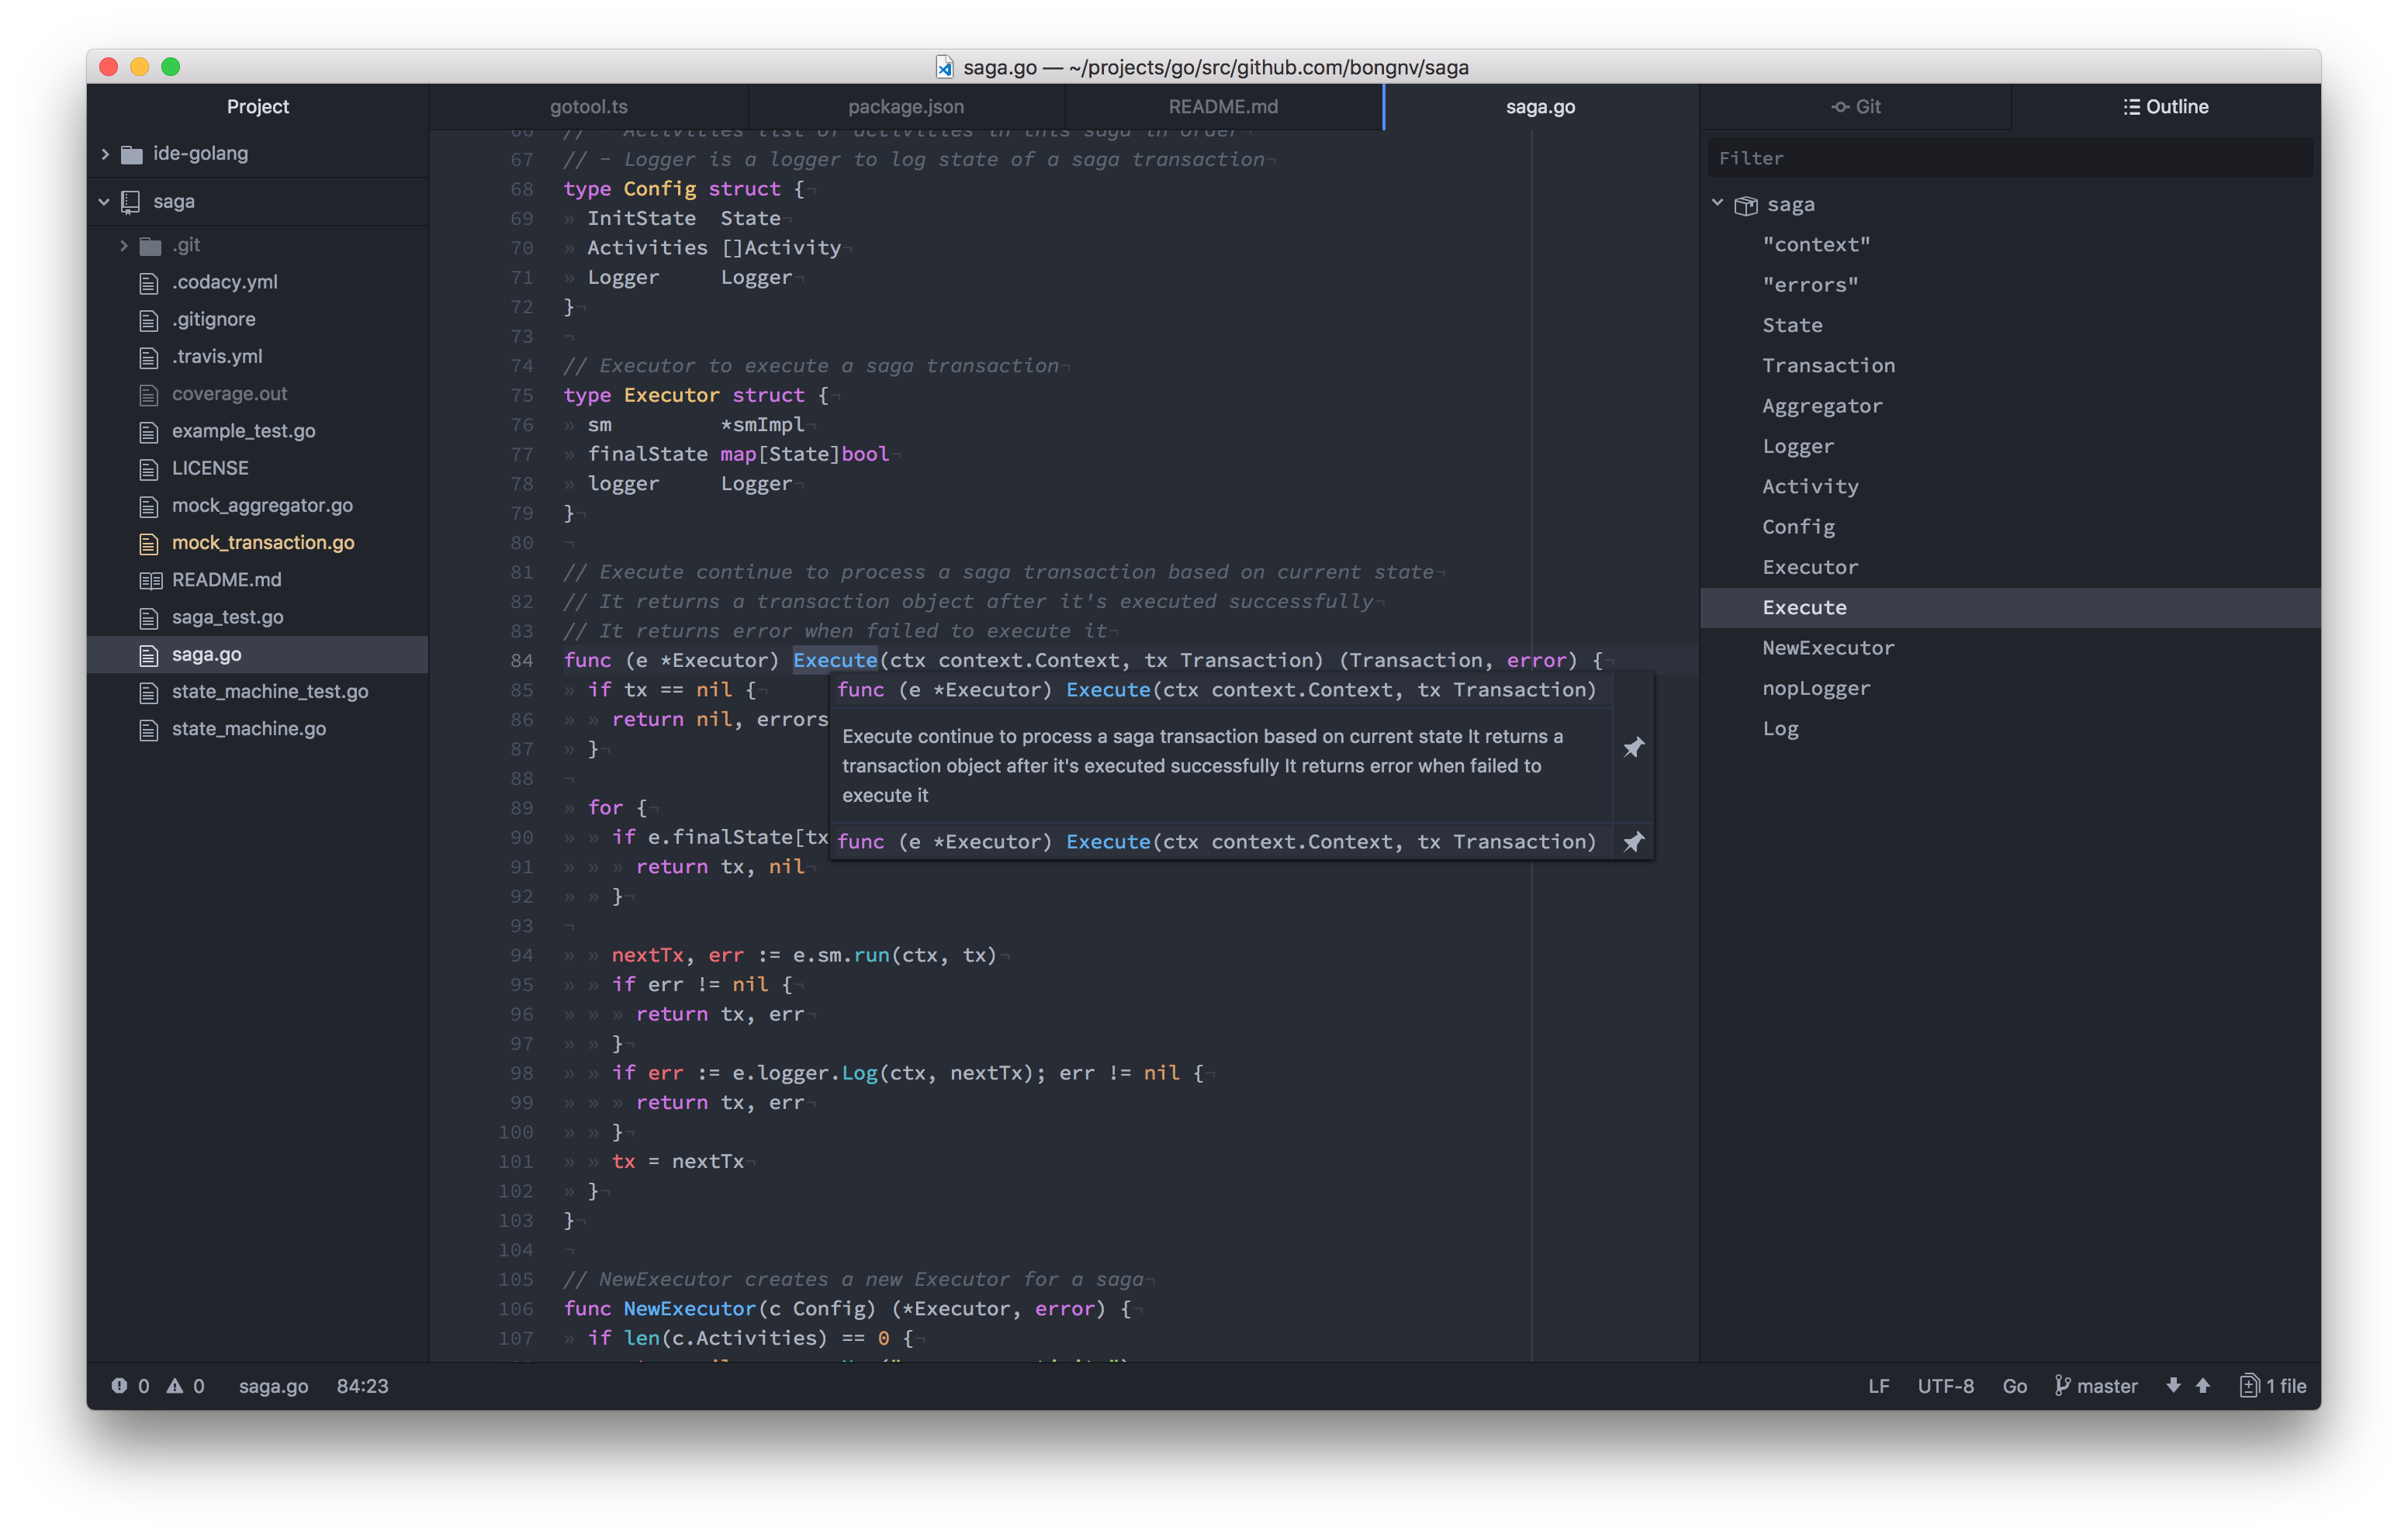 saga.go — ~/projects/go/src/github.com/bongnv/saga
Project
ide-golang
saga
.git
.codacy.yml
.gitignore
.travis.yml
coverage.out
example_test.go
LICENSE
mock_aggregator.go
mock_transaction.go
README.md
saga_test.go
saga.go
state_machine_test.go
state_machine.go
gotool.ts
package.json
README.md
saga.go
66 // Activities list of activities in this saga in order
67 // - Logger is a logger to log state of a saga transaction¬
68 type Config struct {¬
69 » InitState  State¬
70 » Activities []Activity¬
71 » Logger     Logger¬
72 }¬
73 ¬
74 // Executor to execute a saga transaction¬
75 type Executor struct {¬
76 » sm         *smImpl¬
77 » finalState map[State]bool¬
78 » logger     Logger¬
79 }¬
80 ¬
81 // Execute continue to process a saga transaction based on current state¬
82 // It returns a transaction object after it's executed successfully¬
83 // It returns error when failed to execute it¬
84 func (e *Executor) Execute(ctx context.Context, tx Transaction) (Transaction, error) {¬
85 » if tx == nil {¬
86 » » return nil, errors
87 » }¬
88 ¬
89 » for {¬
90 » » if e.finalState[tx
91 » » » return tx, nil¬
92 » » }¬
93 ¬
94 » » nextTx, err := e.sm.run(ctx, tx)¬
95 » » if err != nil {¬
96 » » » return tx, err¬
97 » » }¬
98 » » if err := e.logger.Log(ctx, nextTx); err != nil {¬
99 » » » return tx, err¬
100 » » }¬
101 » » tx = nextTx¬
102 » }¬
103 }¬
104 ¬
105 // NewExecutor creates a new Executor for a saga¬
106 func NewExecutor(c Config) (*Executor, error) {¬
107 » if len(c.Activities) == 0 {¬
func (e *Executor) Execute(ctx context.Context, tx Transaction)
Execute continue to process a saga transaction based on current state It returns a
transaction object after it's executed successfully It returns error when failed to
execute it
func (e *Executor) Execute(ctx context.Context, tx Transaction)
Git
Outline
Filter
saga
"context"
"errors"
State
Transaction
Aggregator
Logger
Activity
Config
Executor
Execute
NewExecutor
nopLogger
Log
0 0 saga.go 84:23
LF UTF-8 Go master 1 file